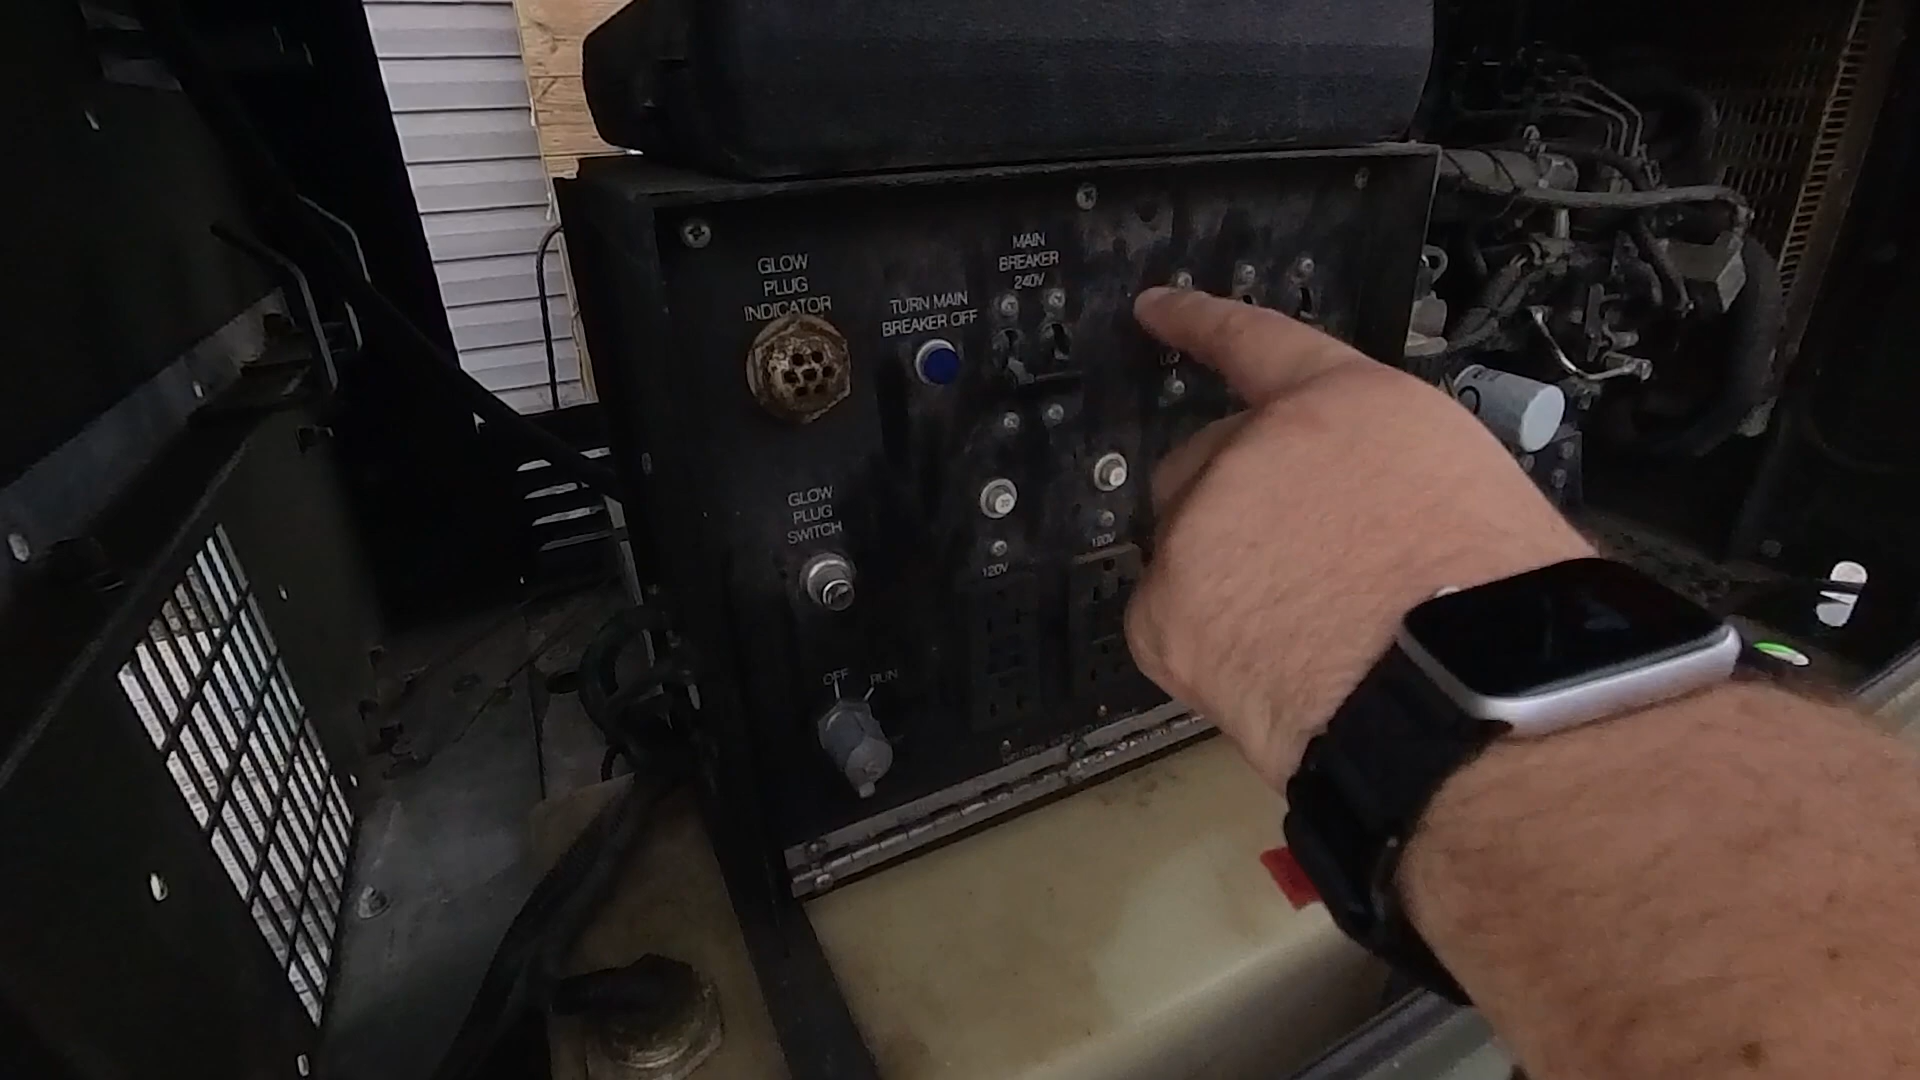 GLOW
PLUG
INDICATOR
TURN MAIN
BREAKER OFF
MAIN
BREAKER
240V
GLOW
PLUG
SWITCH
120V
120V
OFF
RUN